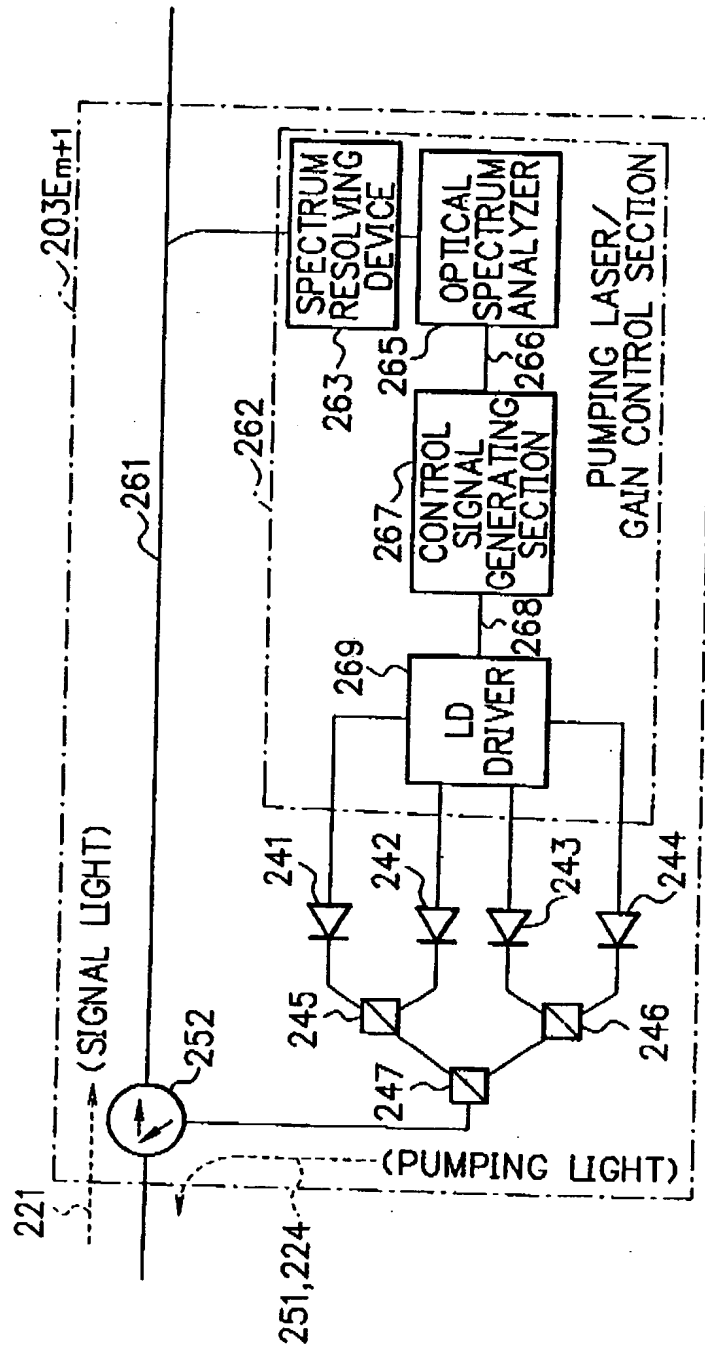 203Em+1
261
262
(SIGNAL LIGHT)
221
252
SPECTRUM
RESOLVING
DEVICE
263
OPTICAL
SPECTRUM
ANALYZER
265
266
267
CONTROL
SIGNAL
GENERATING
SECTION
268
269
LD
DRIVER
PUMPING LASER/
GAIN CONTROL SECTION
241
242
243
244
245
246
247
(PUMPING LIGHT)
251,224